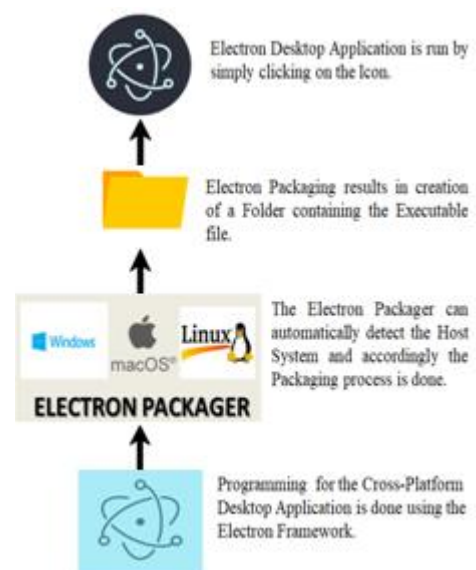 Electron Desktop Application is run by
simply clicking on the Icon.
Electron Packaging results in creation
of a Folder containing the Executable
file.
Windows
macOS®
Linux
ELECTRON PACKAGER
The Electron Packager can
automatically detect the Host
System and accordingly the
Packaging process is done.
Programming for the Cross-Platform
Desktop Application is done using the
Electron Framework.